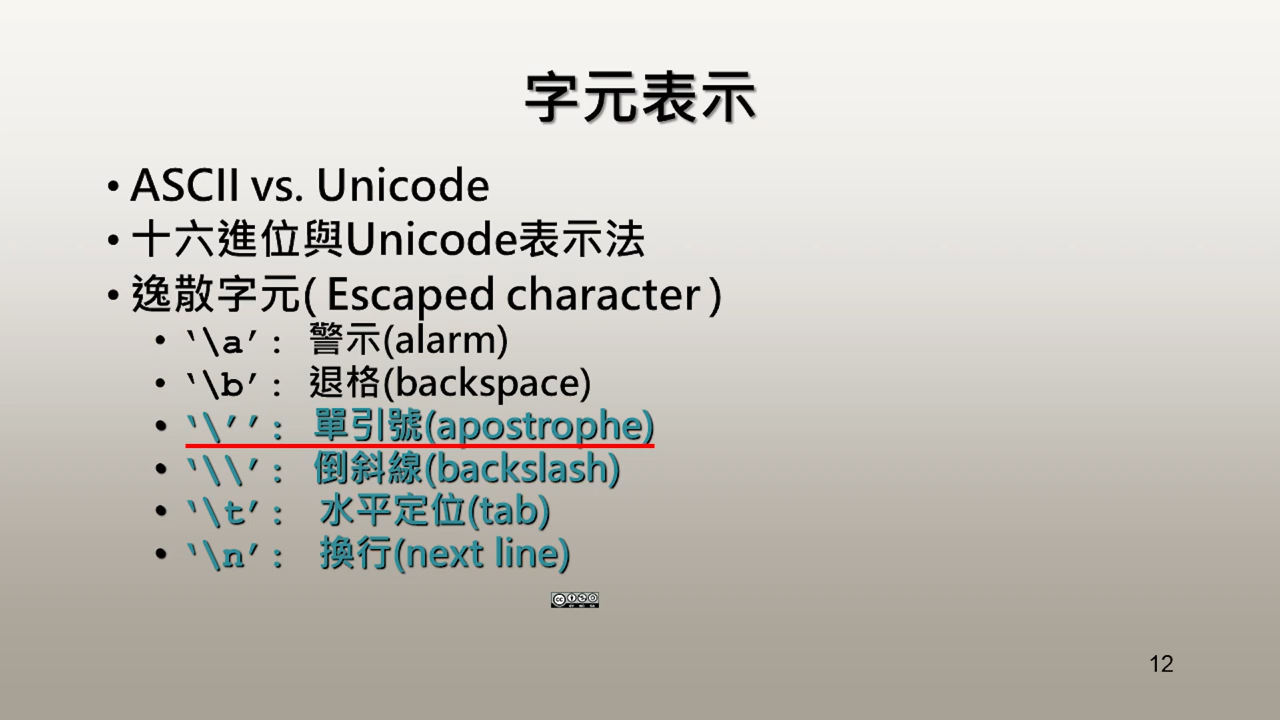 字元表示
• ASCII vs. Unicode
• 十六進位與Unicode表示法
• 逸散字元( Escaped character )
• ‘\a’: 警示(alarm)
• ‘\b’: 退格(backspace)
• ‘\’’: 單引號(apostrophe)
• ‘\\’: 倒斜線(backslash)
• ‘\t’: 水平定位(tab)
• ‘\n’: 換行(next line)
12